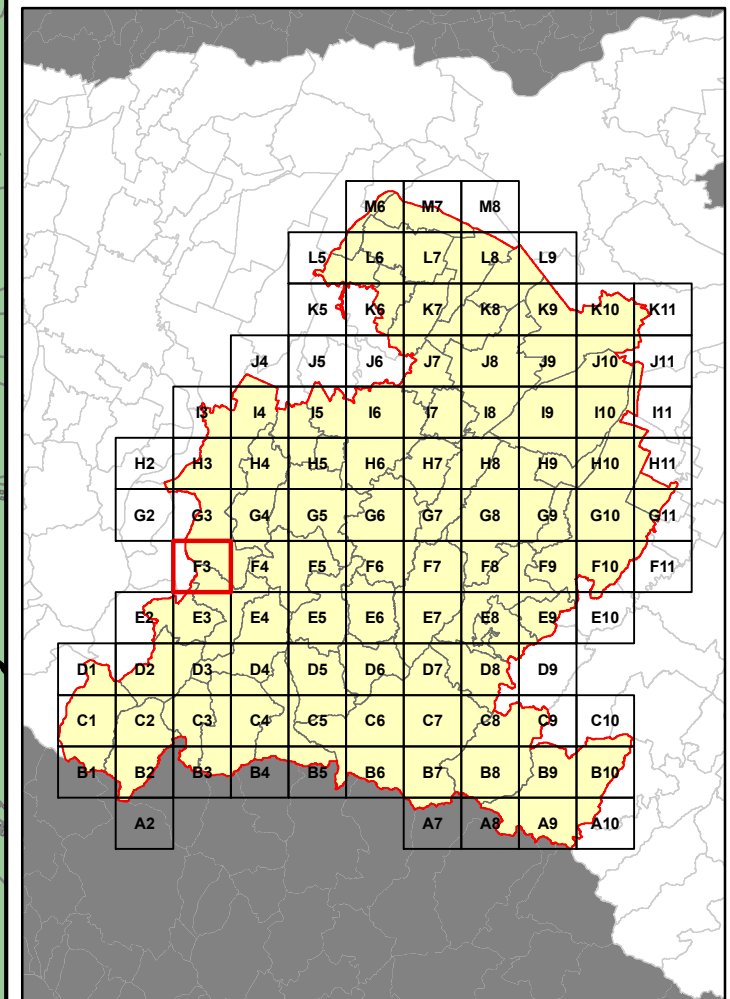 M6 M7 M8
L5 L6 L7 L8 L9
K5 K6 K7 K8 K9 K10 K11
J4 J5 J6 J7 J8 J9 J10 J11
I3 I4 I5 I6 I7 I8 I9 I10 I11
H2 H3 H4 H5 H6 H7 H8 H9 H10 H11
G2 G3 G4 G5 G6 G7 G8 G9 G10 G11
F3 F4 F5 F6 F7 F8 F9 F10 F11
E2 E3 E4 E5 E6 E7 E8 E9 E10
D1 D2 D3 D4 D5 D6 D7 D8 D9
C1 C2 C3 C4 C5 C6 C7 C8 C9 C10
B1 B2 B3 B4 B5 B6 B7 B8 B9 B10
A2 A7 A8 A9 A10